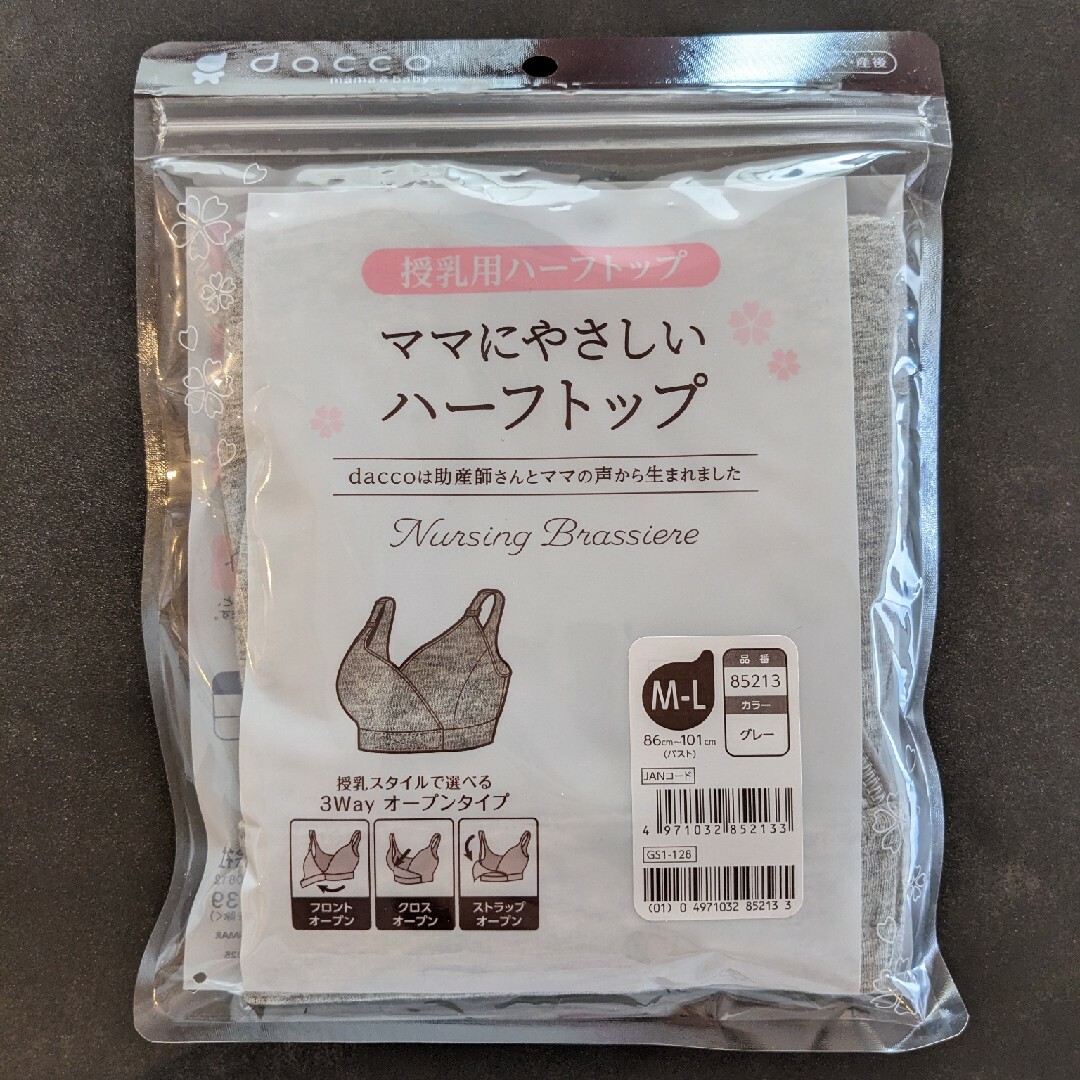 dacco
mama&baby
産後
授乳用ハーフトップ
ママにやさしい
ハーフトップ
daccoは助産師さんとママの声から生まれました
Nursing Brassiere
授乳スタイルで選べる
3Way オープンタイプ
フロント
オープン
クロス
オープン
ストラップ
オープン
M-L
86cm~101cm
(バスト)
品番
85213
カラー
グレー
JANコード
4 971032 852133
GS1-128
(01) 0 4971032 85213 3